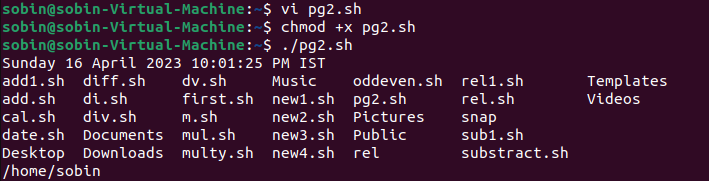 sobin@sobin-Virtual-Machine:~$ vi pg2.sh
sobin@sobin-Virtual-Machine:~$ chmod +x pg2.sh
sobin@sobin-Virtual-Machine:~$ ./pg2.sh
Sunday 16 April 2023 10:01:25 PM IST
add1.sh diff.sh dv.sh Music oddeven.sh rel1.sh Templates
add.sh di.sh first.sh new1.sh pg2.sh rel.sh Videos
cal.sh div.sh m.sh new2.sh Pictures snap
date.sh Documents mul.sh new3.sh Public sub1.sh
Desktop Downloads multy.sh new4.sh rel substract.sh
/home/sobin